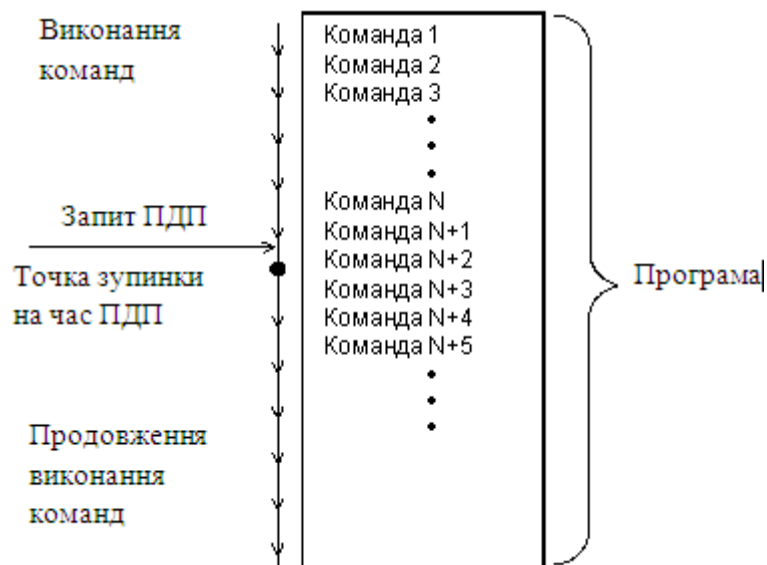 Виконання
команд
Запит ПДП
Точка зупинки
на час ПДП
Продовження
виконання
команд
Команда 1
Команда 2
Команда 3
Команда N
Команда N+1
Команда N+2
Команда N+3
Команда N+4
Команда N+5
Програма